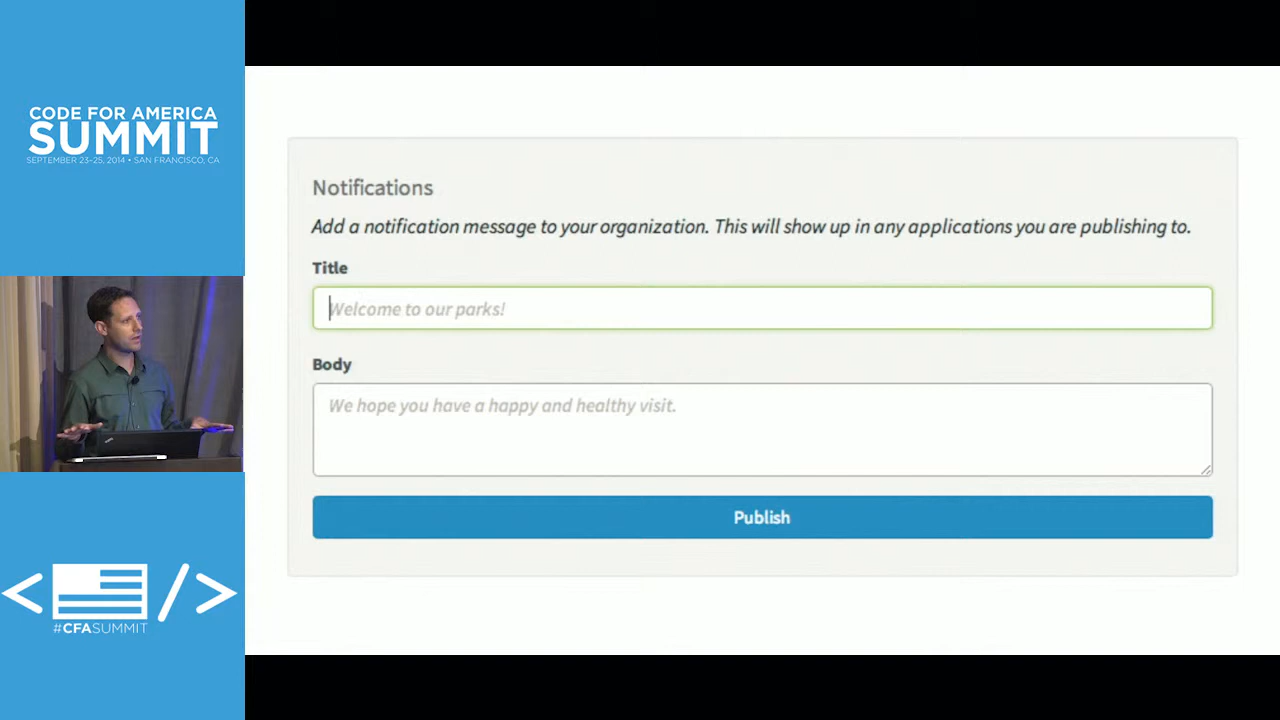 CODE FOR AMERICA
SUMMIT
SEPTEMBER 23-25, 2014 • SAN FRANCISCO, CA
#CFASUMMIT
Notifications
Add a notification message to your organization. This will show up in any applications you are publishing to.
Title
Welcome to our parks!
Body
We hope you have a happy and healthy visit.
Publish